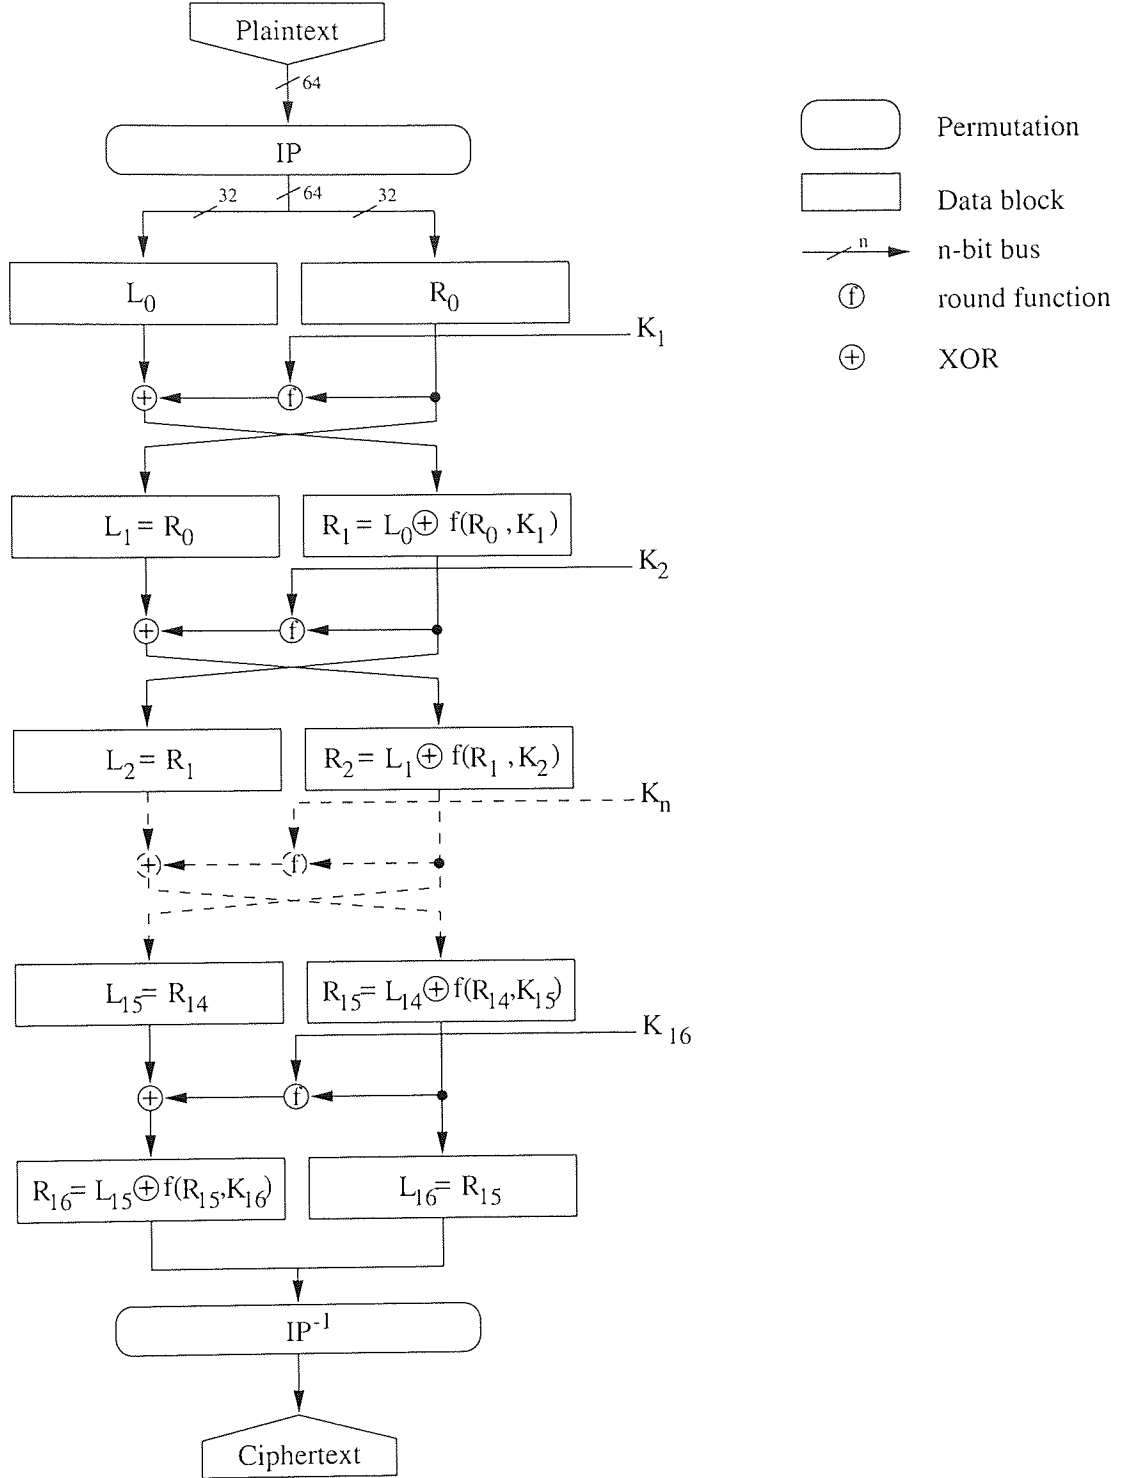 Plaintext
64
IP
32 64 32
L₀ R₀
K₁
f
+ f
L₁ = R₀ R₁ = L₀ ⊕ f(R₀ , K₁ )
K₂
+ f
L₂ = R₁ R₂ = L₁ ⊕ f(R₁ , K₂ )
Kₙ
+ f
L₁₅ = R₁₄ R₁₅ = L₁₄ ⊕ f(R₁₄,K₁₅)
K ₁₆
+ f
R₁₆ = L₁₅ ⊕ f(R₁₅,K₁₆) L₁₆ = R₁₅
IP⁻¹
Ciphertext
Permutation
Data block
n n-bit bus
f round function
+ XOR